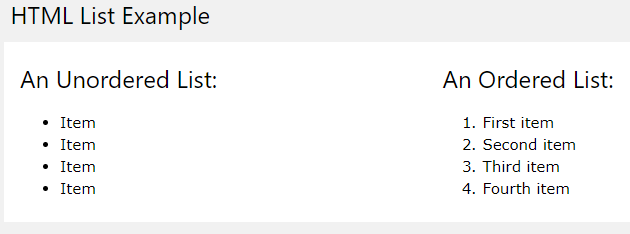 HTML List Example
An Unordered List:
• Item
• Item
• Item
• Item
An Ordered List:
1. First item
2. Second item
3. Third item
4. Fourth item